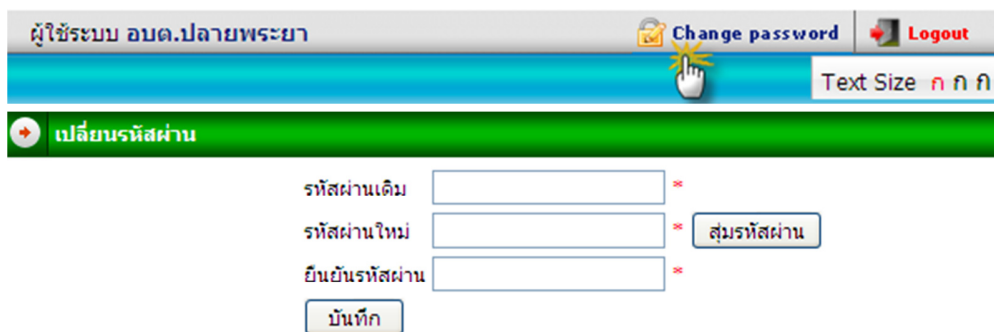 ผู้ใช้ระบบ อบต.ปลายพระยา Change password Logout
Text Size ก ก ก
เปลี่ยนรหัสผ่าน
รหัสผ่านเดิม *
รหัสผ่านใหม่ * สุ่มรหัสผ่าน
ยืนยันรหัสผ่าน *
บันทึก